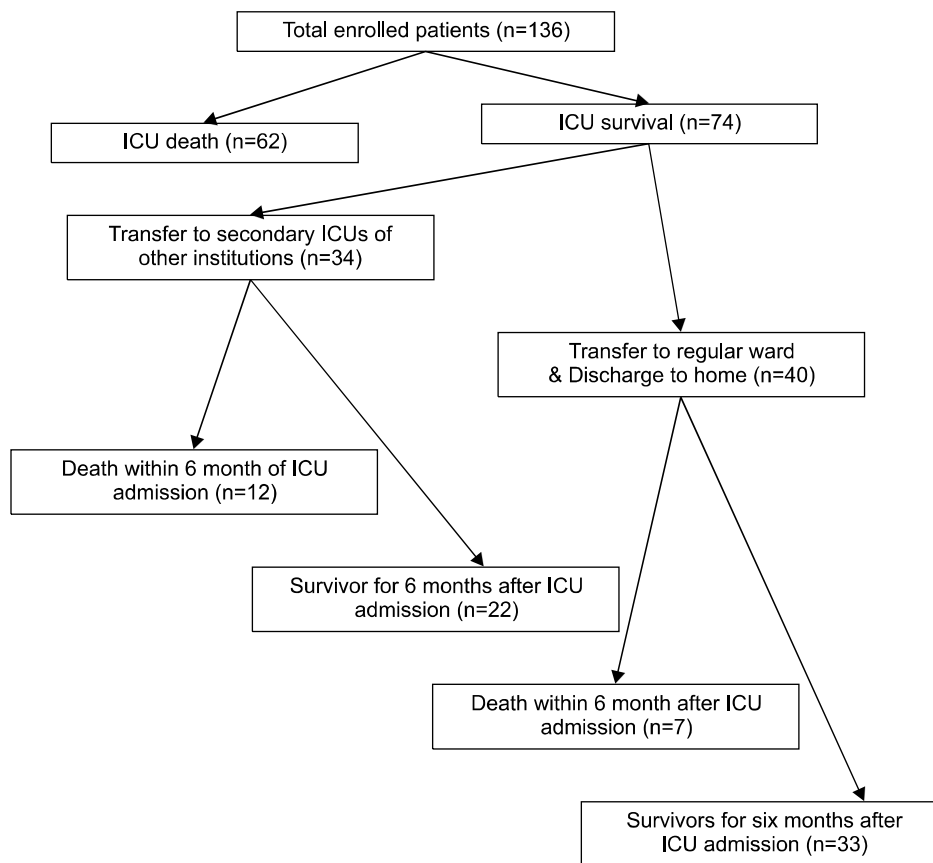 Total enrolled patients (n=136)
ICU death (n=62)
ICU survival (n=74)
Transfer to secondary ICUs of
other institutions (n=34)
Transfer to regular ward
& Discharge to home (n=40)
Death within 6 month of ICU
admission (n=12)
Survivor for 6 months after ICU
admission (n=22)
Death within 6 month after ICU
admission (n=7)
Survivors for six months after
ICU admission (n=33)